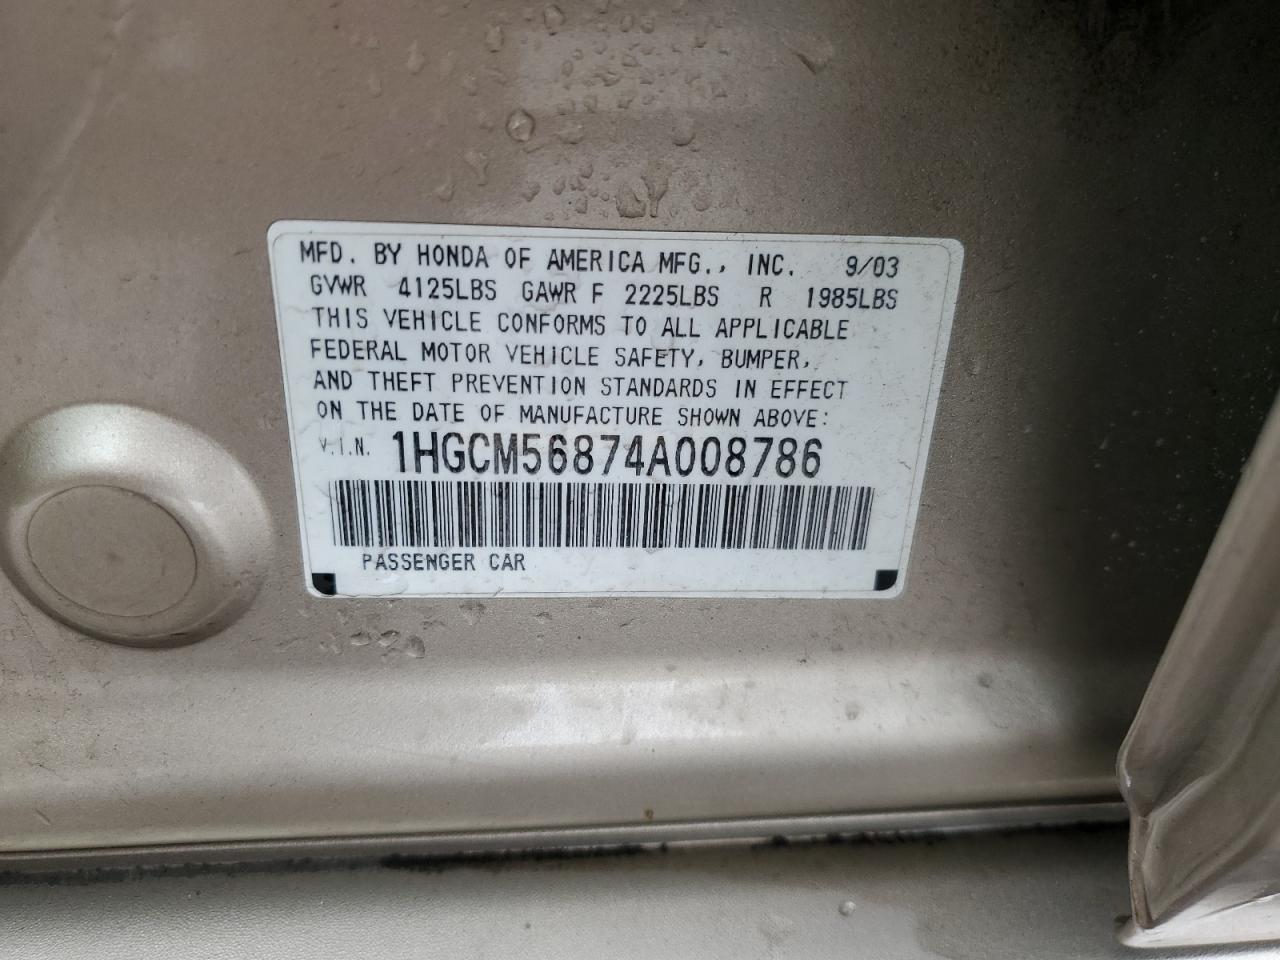 MFD. BY HONDA OF AMERICA MFG., INC. 9/03
GVWR 4125LBS GAWR F 2225LBS R 1985LBS
THIS VEHICLE CONFORMS TO ALL APPLICABLE
FEDERAL MOTOR VEHICLE SAFETY, BUMPER,
AND THEFT PREVENTION STANDARDS IN EFFECT
ON THE DATE OF MANUFACTURE SHOWN ABOVE:
V.I.N. 1HGCM56874A008786
PASSENGER CAR